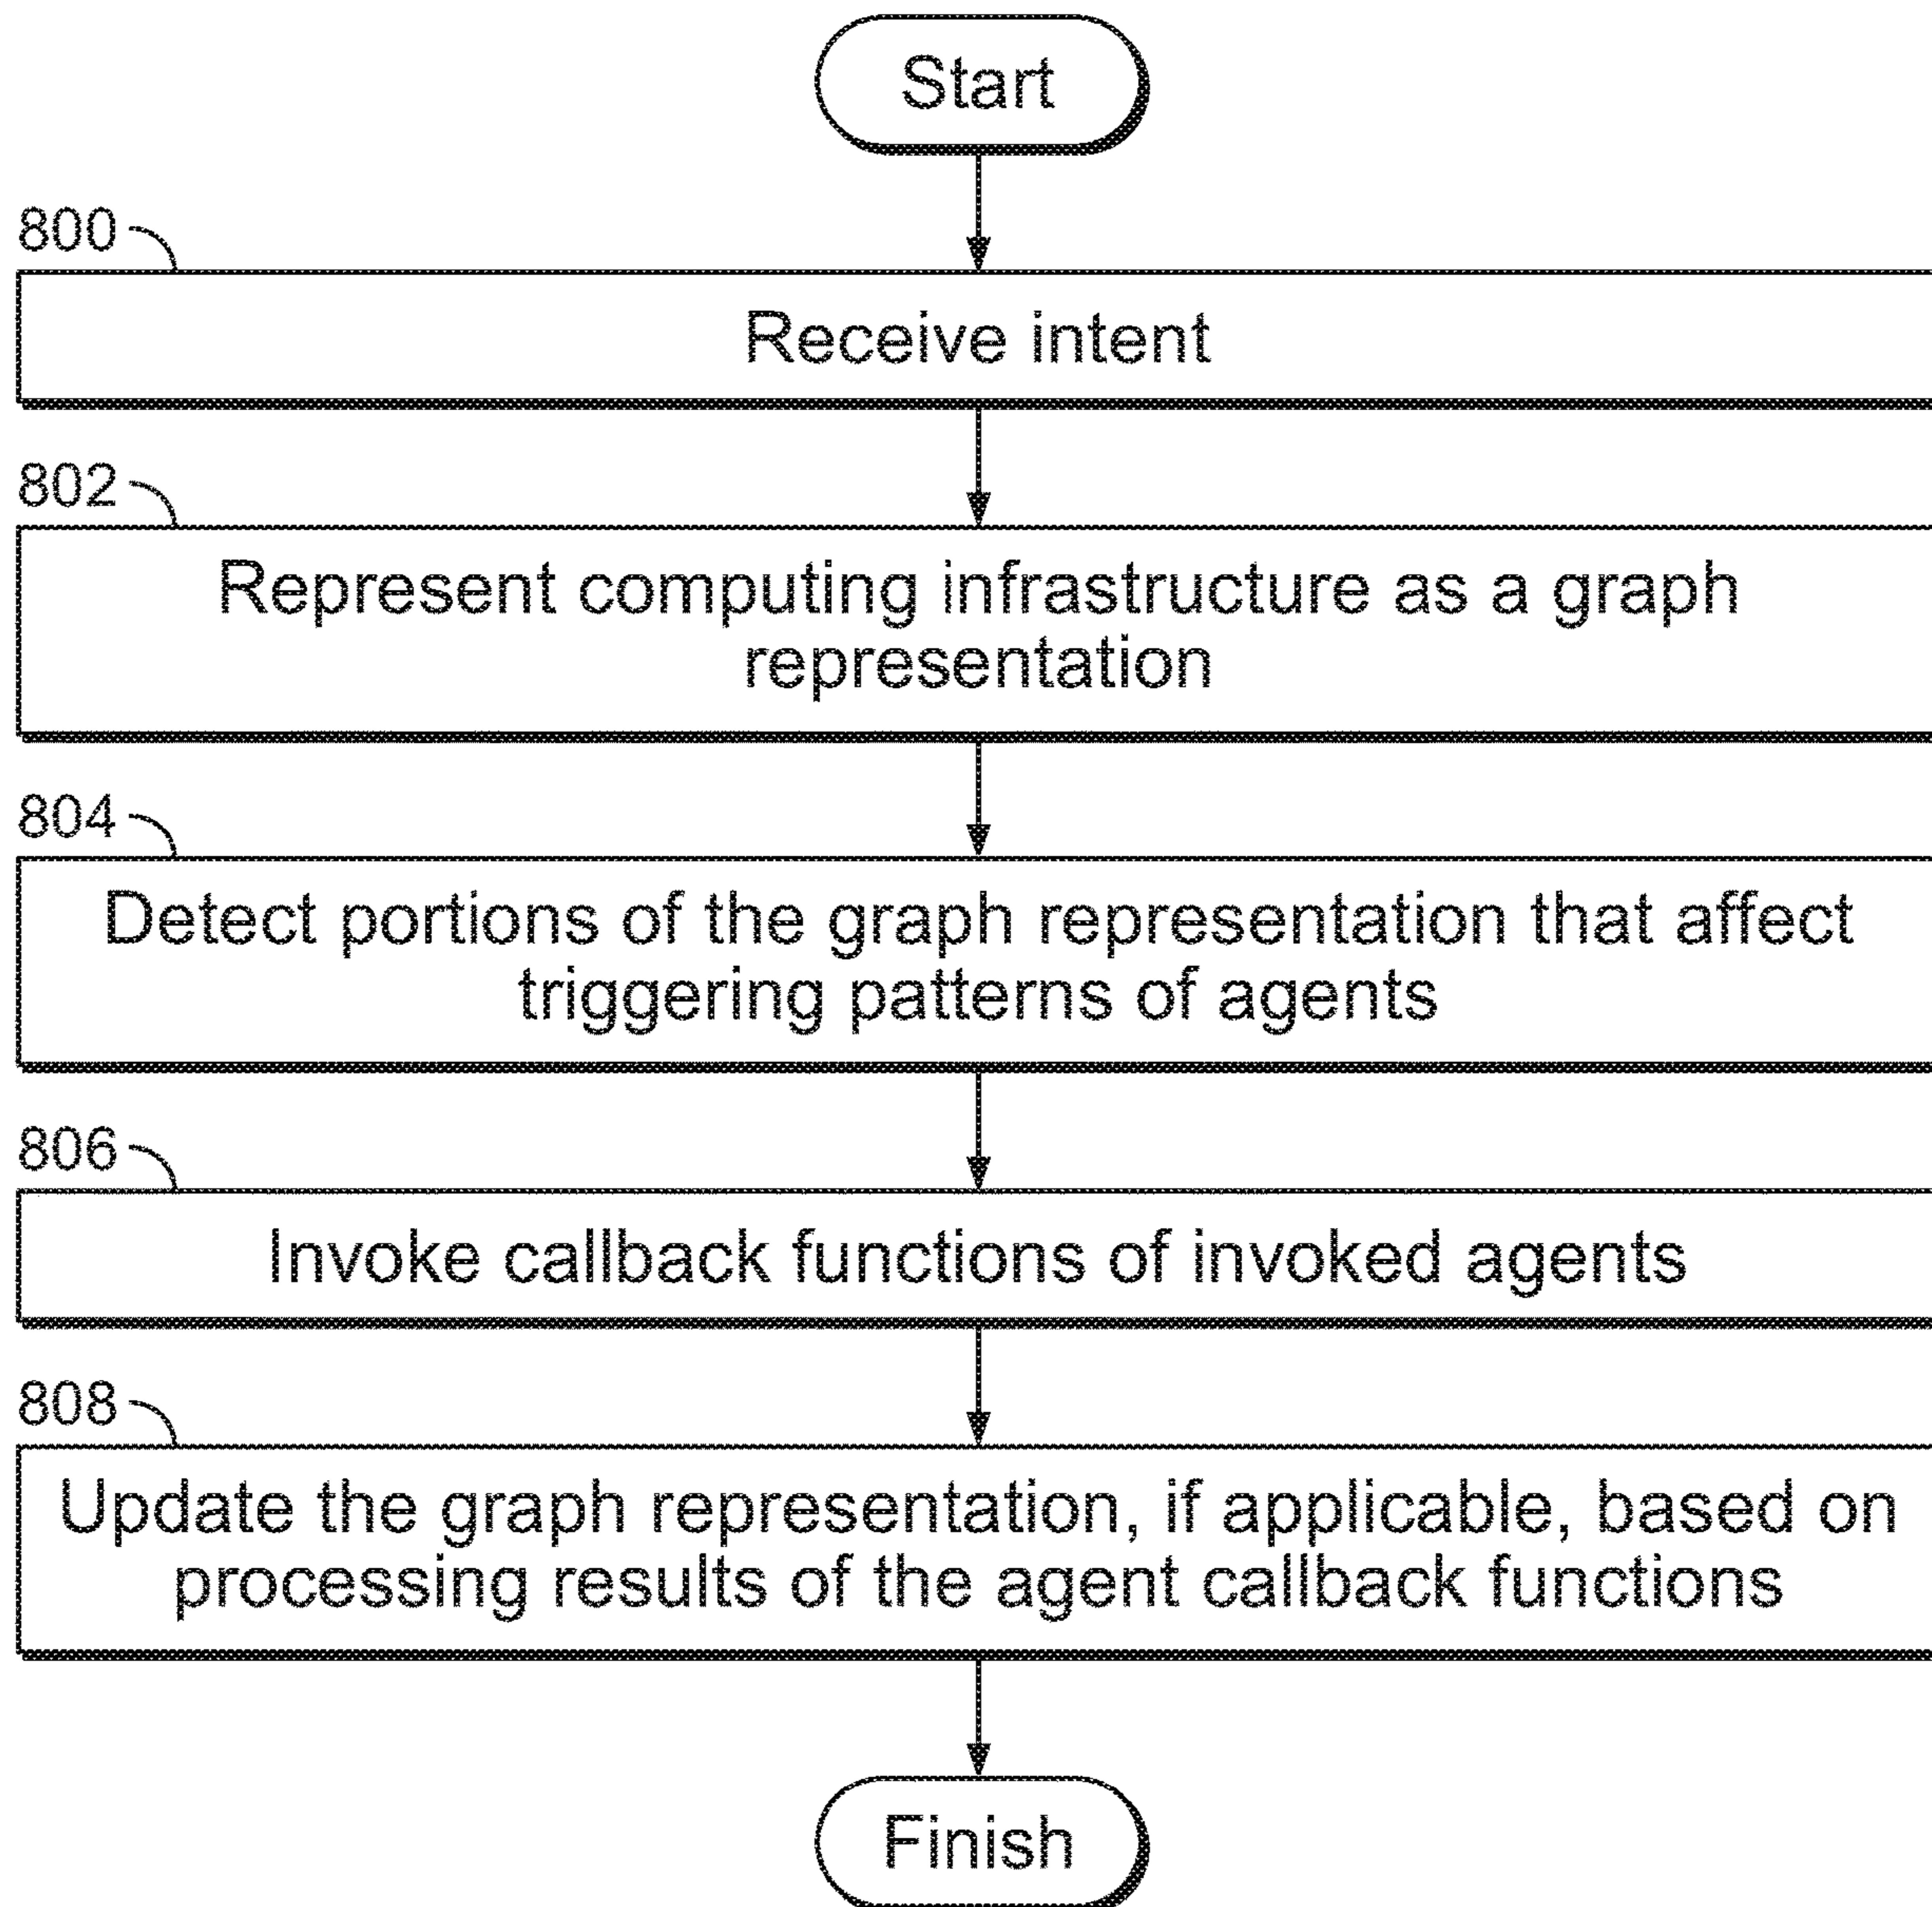 Start
800
Receive intent
802
Represent computing infrastructure as a graph
representation
804
Detect portions of the graph representation that affect
triggering patterns of agents
806
Invoke callback functions of invoked agents
808
Update the graph representation, if applicable, based on
processing results of the agent callback functions
Finish